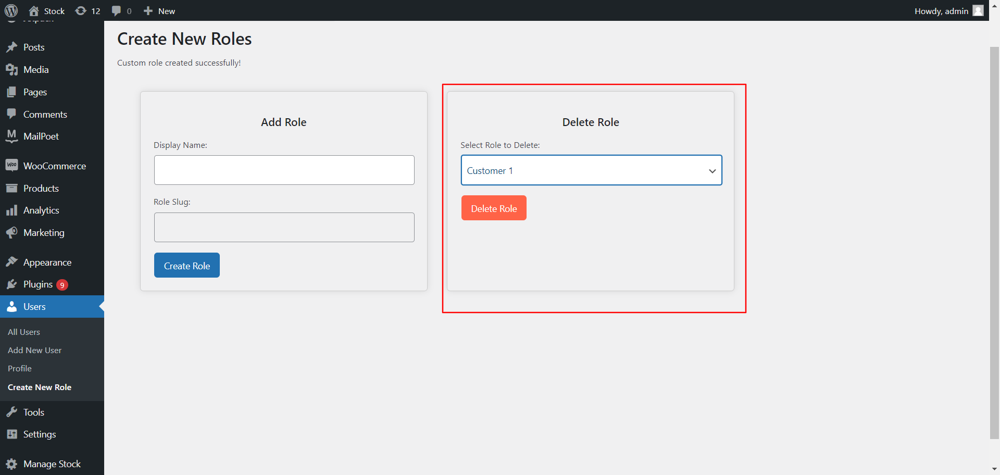 Stock 12 0 New
Howdy, admin
Posts
Media
Pages
Comments
M MailPoet
Woo WooCommerce
Products
Analytics
Marketing
Appearance
Plugins 9
Users
All Users
Add New User
Profile
Create New Role
Tools
Settings
Manage Stock
Create New Roles
Custom role created successfully!
Add Role
Display Name:
Role Slug:
Create Role
Delete Role
Select Role to Delete:
Customer 1
Delete Role